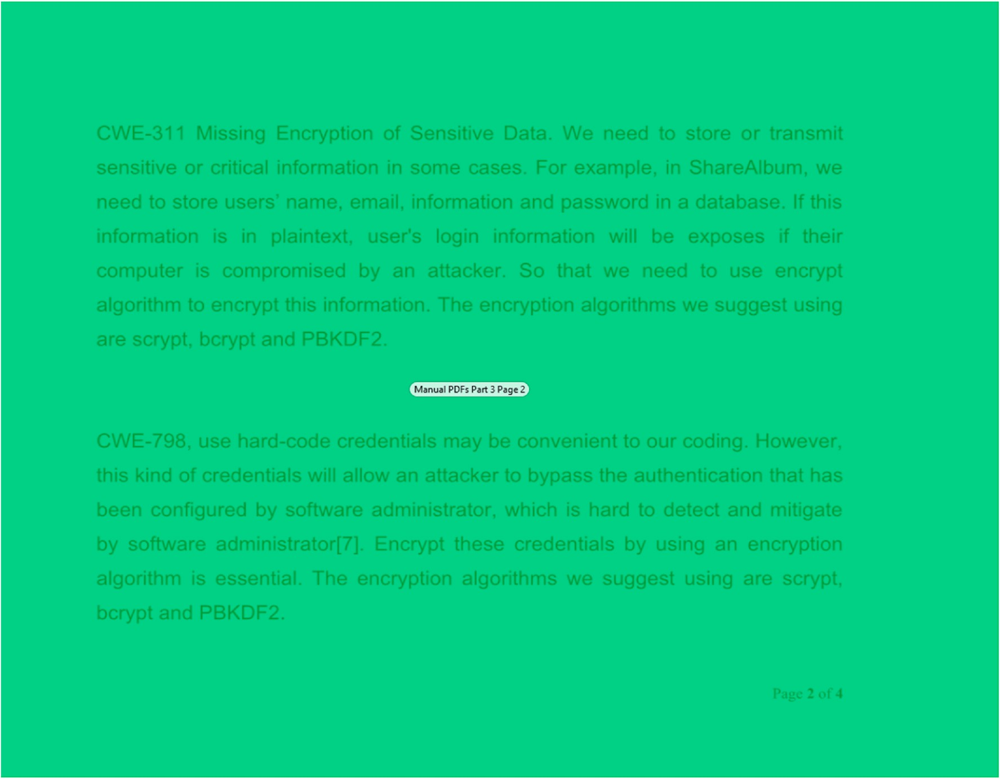 CWE-311 Missing Encryption of Sensitive Data. We need to store or transmit
sensitive or critical information in some cases. For example, in ShareAlbum, we
need to store users’ name, email, information and password in a database. If this
information is in plaintext, user's login information will be exposes if their
computer is compromised by an attacker. So that we need to use encrypt
algorithm to encrypt this information. The encryption algorithms we suggest using
are scrypt, bcrypt and PBKDF2.
Manual PDFs Part 3 Page 2
CWE-798, use hard-code credentials may be convenient to our coding. However,
this kind of credentials will allow an attacker to bypass the authentication that has
been configured by software administrator, which is hard to detect and mitigate
by software administrator[7]. Encrypt these credentials by using an encryption
algorithm is essential. The encryption algorithms we suggest using are scrypt,
bcrypt and PBKDF2.
Page 2 of 4